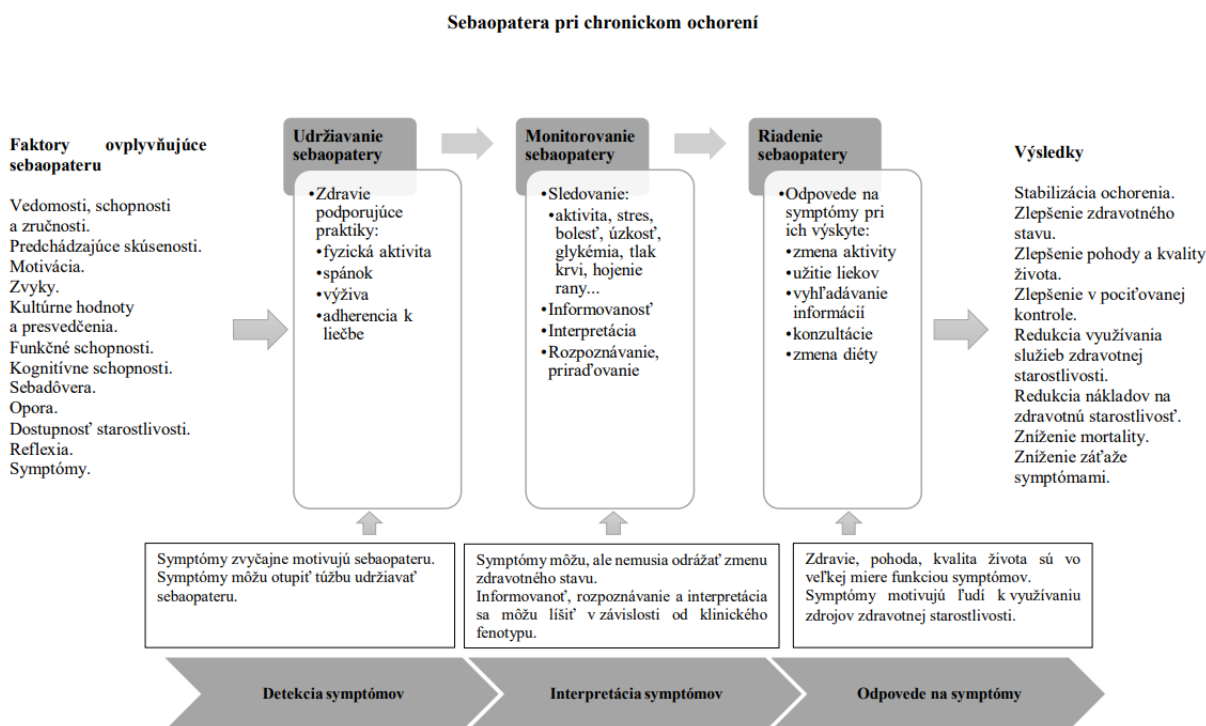 Sebaopatera pri chronickom ochorení
Faktory ovplyvňujúce
sebaopateru
Vedomosti, schopnosti
a zručnosti.
Predchádzajúce skúsenosti.
Motivácia.
Zvyky.
Kultúrne hodnoty
a presvedčenia.
Funkčné schopnosti.
Kognitívne schopnosti.
Sebadôvera.
Opora.
Dostupnosť starostlivosti.
Reflexia.
Symptómy.
Udržiavanie
sebaopatery
•Zdravie
podporujúce
praktiky:
•fyzická aktivita
•spánok
•výživa
•adherencia k
liečbe
Monitorovanie
sebaopatery
•Sledovanie:
•aktivita, stres,
bolesť, úzkosť,
glykémia, tlak
krvi, hojenie
rany...
•Informovanosť
•Interpretácia
•Rozpoznávanie,
priraďovanie
Riadenie
sebaopatery
•Odpovede na
symptómy pri
ich výskyte:
•zmena aktivity
•užitie liekov
•vyhľadávanie
informácií
•konzultácie
•zmena diéty
Výsledky
Stabilizácia ochorenia.
Zlepšenie zdravotného
stavu.
Zlepšenie pohody a kvality
života.
Zlepšenie v pociťovanej
kontrole.
Redukcia využívania
služieb zdravotnej
starostlivosti.
Redukcia nákladov na
zdravotnú starostlivosť.
Zníženie mortality.
Zníženie záťaže
symptómami.
Symptómy zvyčajne motivujú sebaopateru.
Symptómy môžu otupiť túžbu udržiavať
sebaopateru.
Symptómy môžu, ale nemusia odrážať zmenu
zdravotného stavu.
Informovanoť, rozpoznávanie a interpretácia
sa môžu líšiť v závislosti od klinického
fenotypu.
Zdravie, pohoda, kvalita života sú vo
veľkej miere funkciou symptómov.
Symptómy motivujú ľudí k využívaniu
zdrojov zdravotnej starostlivosti.
Detekcia symptómov
Interpretácia symptómov
Odpovede na symptómy